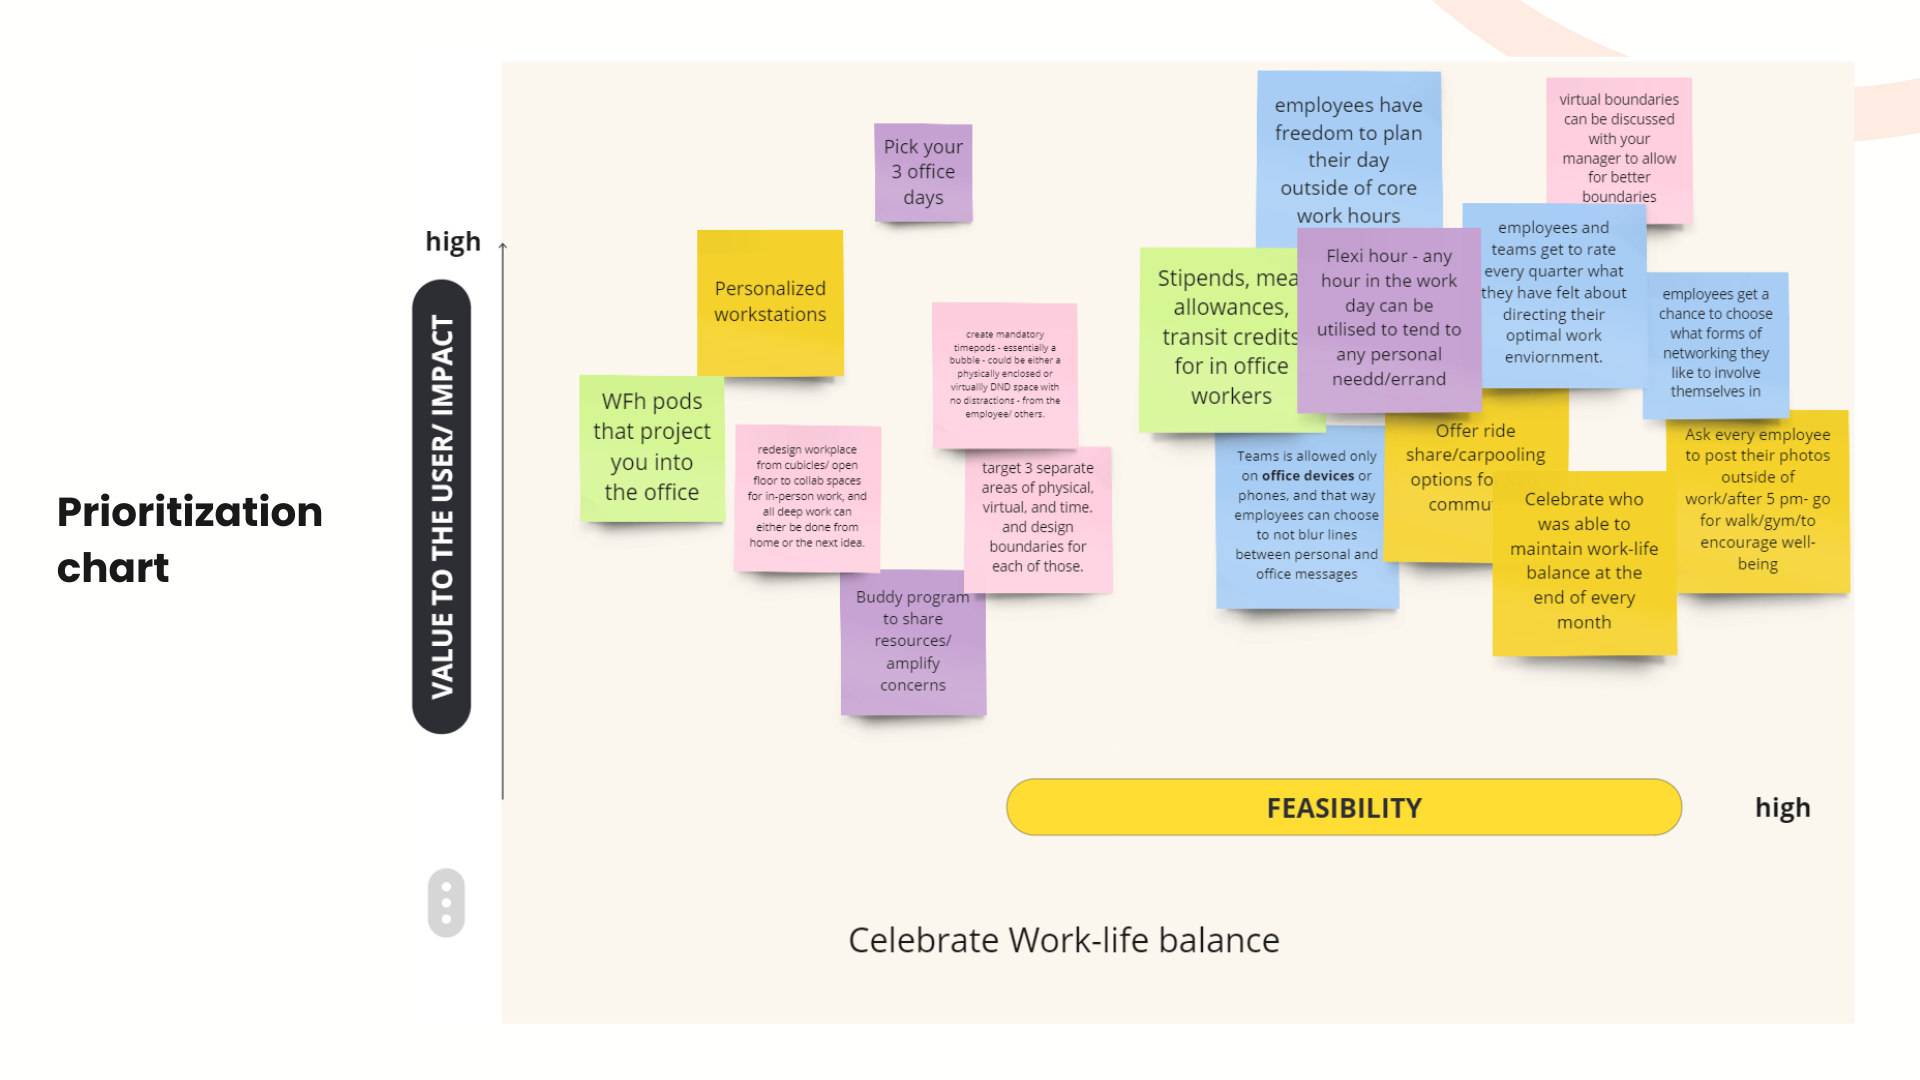 Prioritization
chart
high
VALUE TO THE USER/ IMPACT
Pick your
3 office
days
Personalized
workstations
WFh pods
that project
you into
the office
redesign workplace
from cubicles/ open
floor to collab spaces
for in-person work, and
all deep work can
either be done from
home or the next idea.
create mandatory
timepods - essentially a
bubble - could be either a
physically enclosed or
virtuallly DND space with
no distractions - from the
employee/ others.
target 3 separate
areas of physical,
virtual, and time.
and design
boundaries for
each of those.
Buddy program
to share
resources/
amplify
concerns
employees have
freedom to plan
their day
outside of core
work hours
Stipends, mea
allowances,
transit credits
for in office
workers
Flexi hour - any
hour in the work
day can be
utilised to tend to
any personal
needd/errand
virtual boundaries
can be discussed
with your
manager to allow
for better
boundaries
employees and
teams get to rate
every quarter what
they have felt about
directing their
optimal work
enviornment.
employees get a
chance to choose
what forms of
networking they
like to involve
themselves in
Teams is allowed only
on office devices or
phones, and that way
employees can choose
to not blur lines
between personal and
office messages
Offer ride
share/carpooling
options fo
commu
Celebrate who
was able to
maintain work-life
balance at the
end of every
month
Ask every employee
to post their photos
outside of
work/after 5 pm- go
for walk/gym/to
encourage well-
being
FEASIBILITY
high
Celebrate Work-life balance